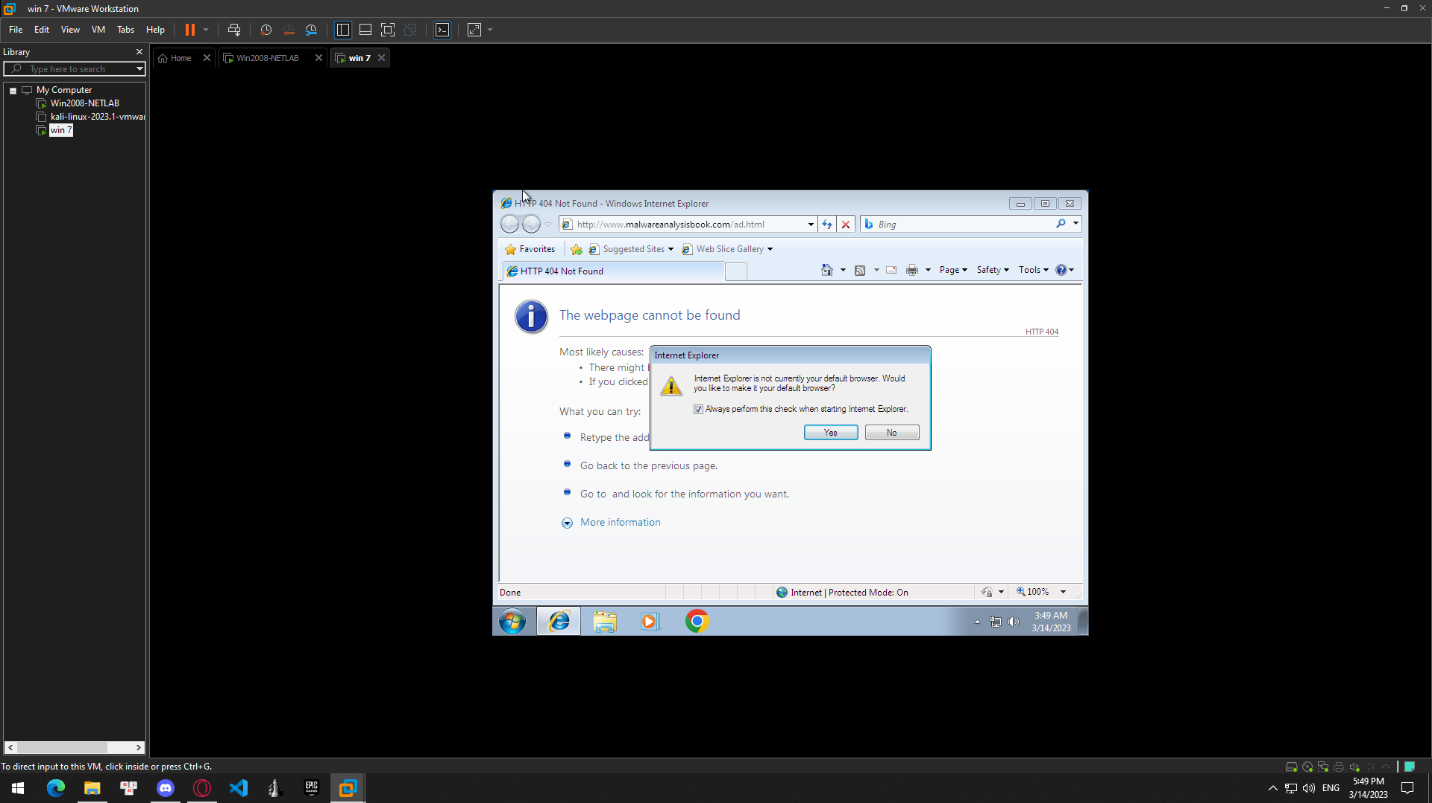 win 7 - VMware Workstation
File Edit View VM Tabs Help
Library
Type here to search
My Computer
Win2008-NETLAB
kali-linux-2023.1-vmwar
win 7
Home Win2008-NETLAB win 7
HTTP 404 Not Found - Windows Internet Explorer
http://www.malwareanalysisbook.com/ad.html Bing
Favorites Suggested Sites Web Slice Gallery
HTTP 404 Not Found Page Safety Tools
The webpage cannot be found
HTTP 404
Most likely causes:
There might
If you clicked
What you can try:
Retype the add
Go back to the previous page.
Go to and look for the information you want.
More information
Internet Explorer
Internet Explorer is not currently your default browser. Would
you like to make it your default browser?
Always perform this check when starting Internet Explorer.
Yes No
Done Internet | Protected Mode: On 100%
3:49 AM
3/14/2023
To direct input to this VM, click inside or press Ctrl+G.
EPIC
GAMES
ENG
5:49 PM
3/14/2023